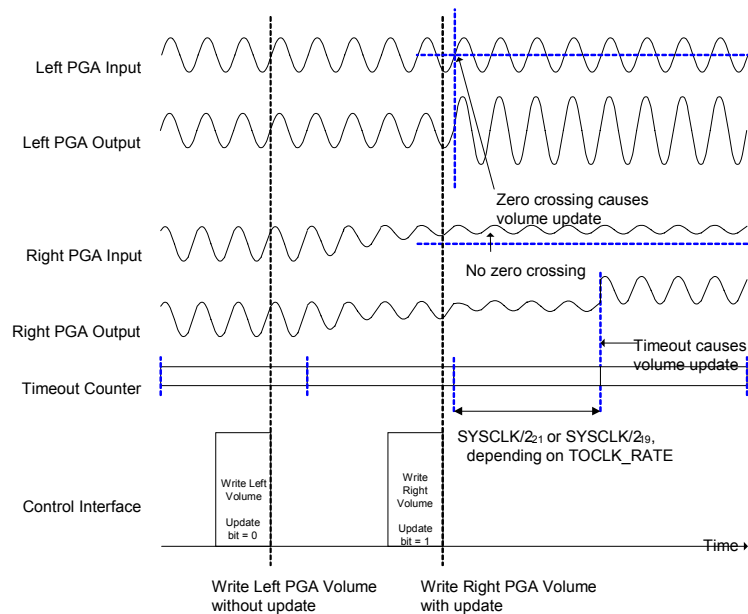 Left PGA Input
Left PGA Output
Zero crossing causes
volume update
Right PGA Input
No zero crossing
Right PGA Output
Timeout causes
volume update
Timeout Counter
SYSCLK/2₂₁ or SYSCLK/2₁₉,
depending on TOCLK_RATE
Write Left
Volume
Update
bit = 0
Write
Right
Volume
Update
bit = 1
Control Interface
Time
Write Left PGA Volume
without update
Write Right PGA Volume
with update